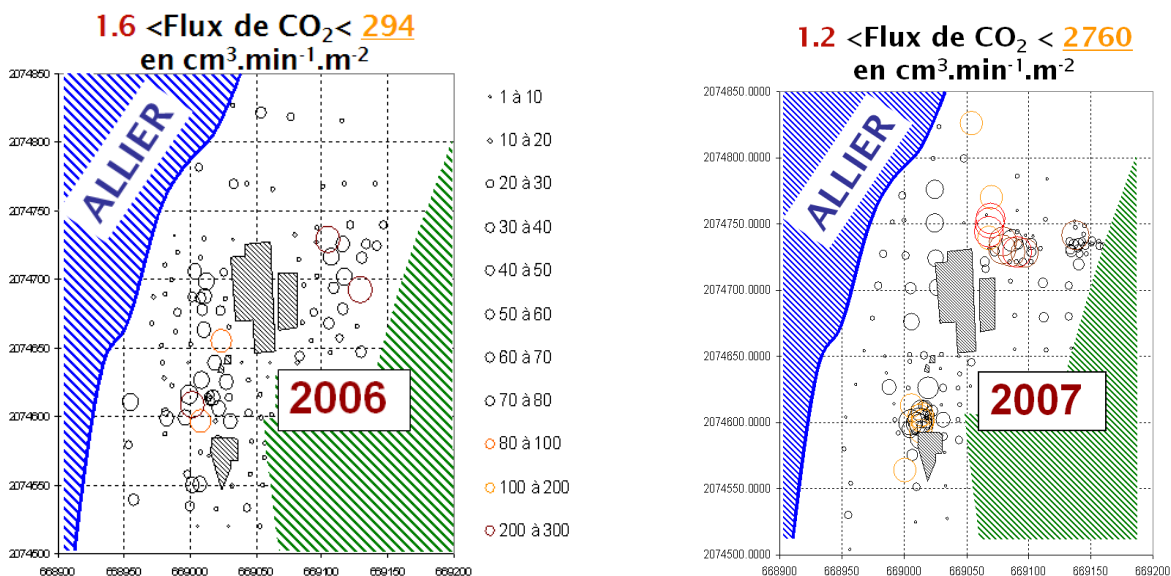 1.6 <Flux de CO2< 294
en cm³.min⁻¹.m⁻²
2074850
2074800
2074750
2074700
2074650
2074600
2074550
2074500
668900
668950
669000
669050
669100
669150
669200
ALLIER
2006
1 à 10
10 à 20
20 à 30
30 à 40
40 à 50
50 à 60
60 à 70
70 à 80
80 à 100
100 à 200
200 à 300
1.2 <Flux de CO2 < 2760
en cm³.min⁻¹.m⁻²
2074850.0000
2074800.0000
2074750.0000
2074700.0000
2074650.0000
2074600.0000
2074550.0000
2074500.0000
668900
668950
669000
669050
669100
669150
669200
ALLIER
2007